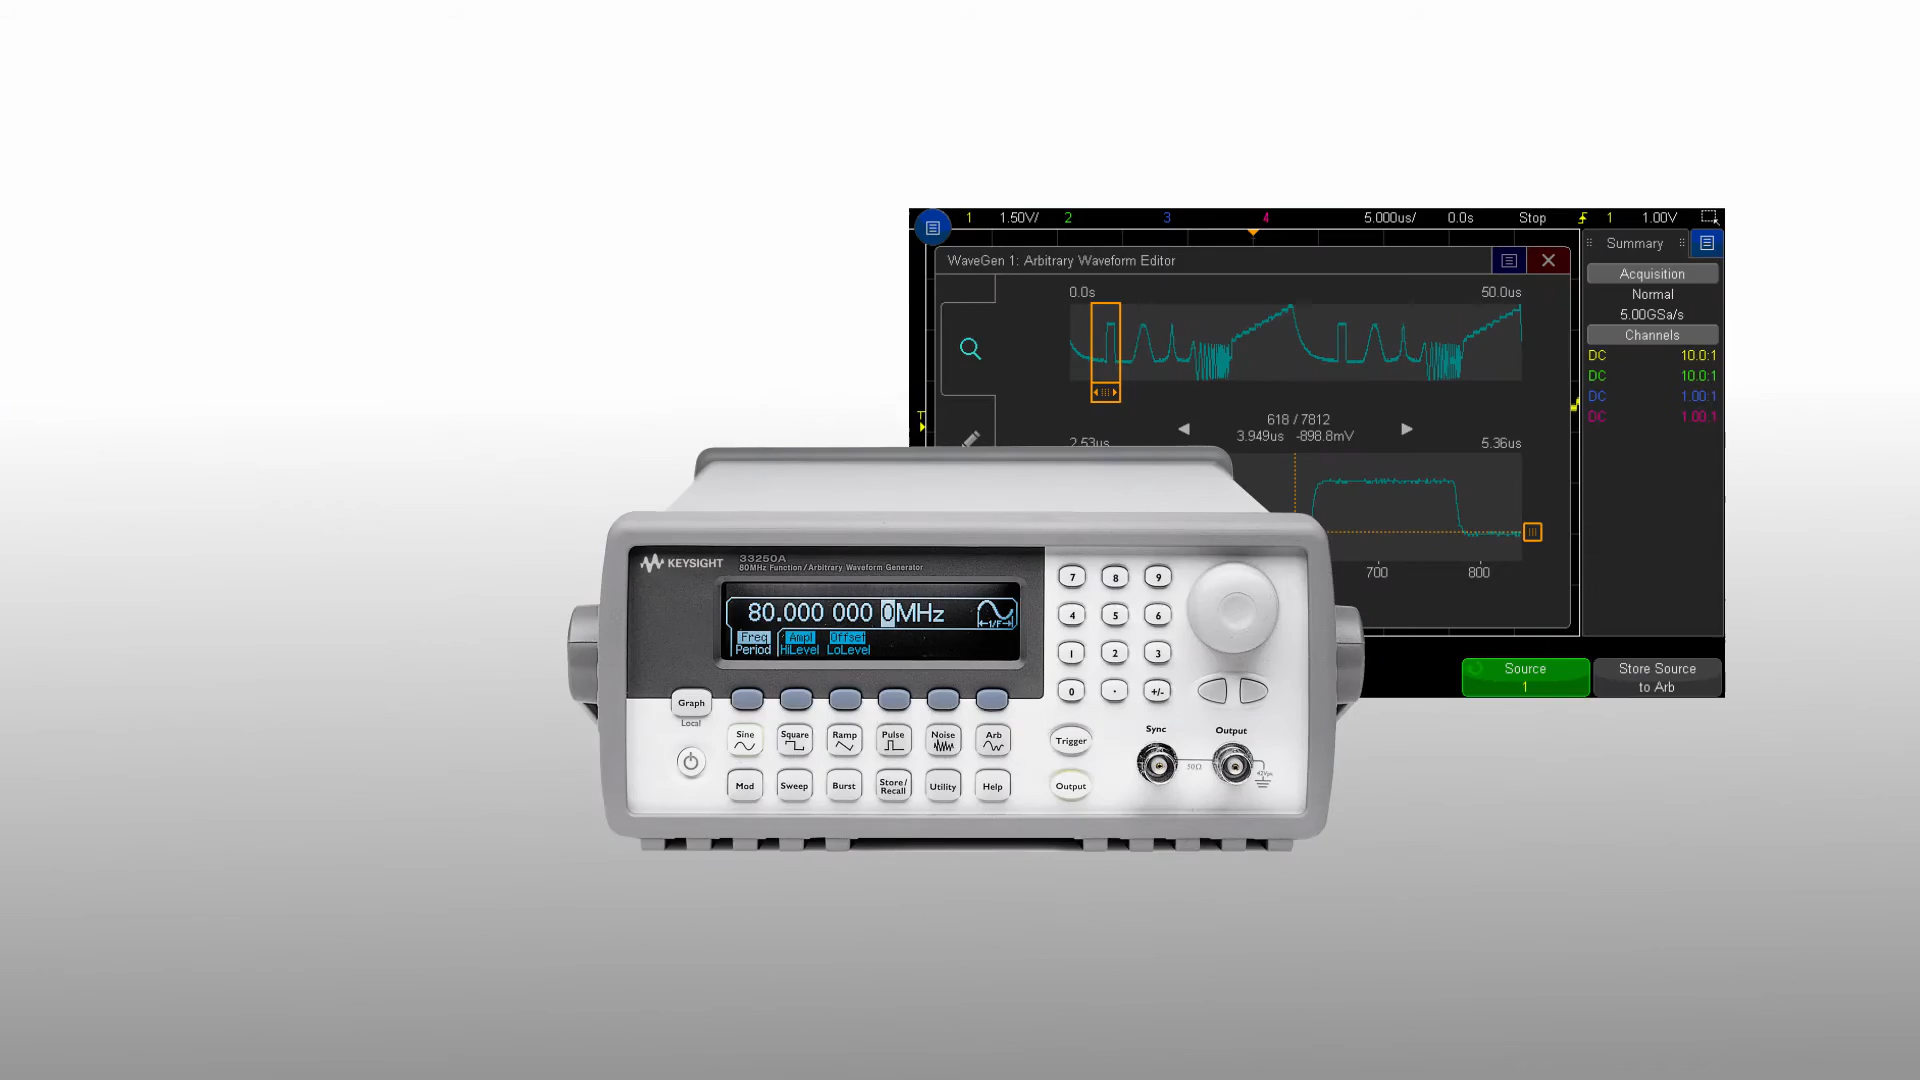 1 1.50V/ 2 3 4 5.000us/ 0.0s Stop 1 1.00V
Summary
WaveGen 1: Arbitrary Waveform Editor
Acquisition
Normal
5.00GSa/s
Channels
DC 10.0:1
DC 10.0:1
DC 1.00:1
DC 1.00:1
0.0s 50.0us
T
618 / 7812
3.949us -898.8mV
2.53us 5.36us
700 800
Source
1
Store Source
to Arb
KEYSIGHT
33250A
80MHz Function/Arbitrary Waveform Generator
80.000 000 0MHz
1/F
Freq Ampl Offset
Period HiLevel LoLevel
7 8 9
4 5 6
1 2 3
0 . +/-
Graph
Local
Sine Square Ramp Pulse Noise Arb
Mod Sweep Burst Store/
Recall Utility Help
Trigger
Output
Sync Output
50Ω
42Vpk